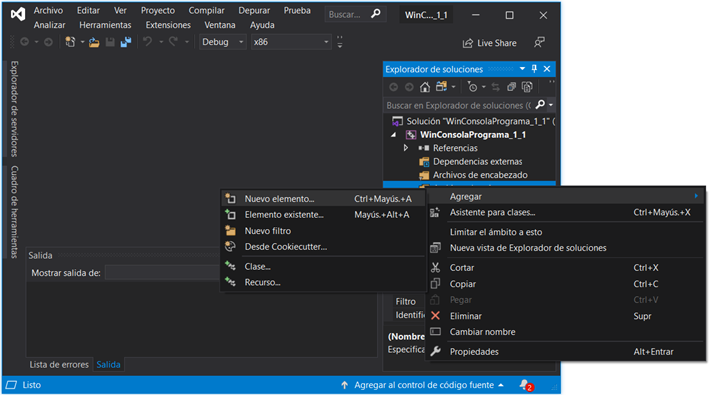 Archivo Editar Ver Proyecto Compilar Depurar Prueba
Analizar Herramientas Extensiones Ventana Ayuda
Buscar...
WinC..._1_1
Debug
x86
Live Share
Explorador de servidores
Cuadro de herramientas
Explorador de soluciones
Buscar en Explorador de soluciones (C
Solución "WinConsolaPrograma_1_1" (
WinConsolaPrograma_1_1
Referencias
Dependencias externas
Archivos de encabezado
Nuevo elemento... Ctrl+Mayús.+A
Elemento existente... Mayús.+Alt+A
Nuevo filtro
Desde Cookiecutter...
Clase...
Recurso...
Agregar
Asistente para clases... Ctrl+Mayús.+X
Limitar el ámbito a esto
Nueva vista de Explorador de soluciones
Cortar Ctrl+X
Copiar Ctrl+C
Pegar Ctrl+V
Eliminar Supr
Cambiar nombre
Propiedades Alt+Entrar
Salida
Mostrar salida de:
Filtro
Identific
(Nombre
Especifica
Lista de errores Salida
Listo
Agregar al control de código fuente
2